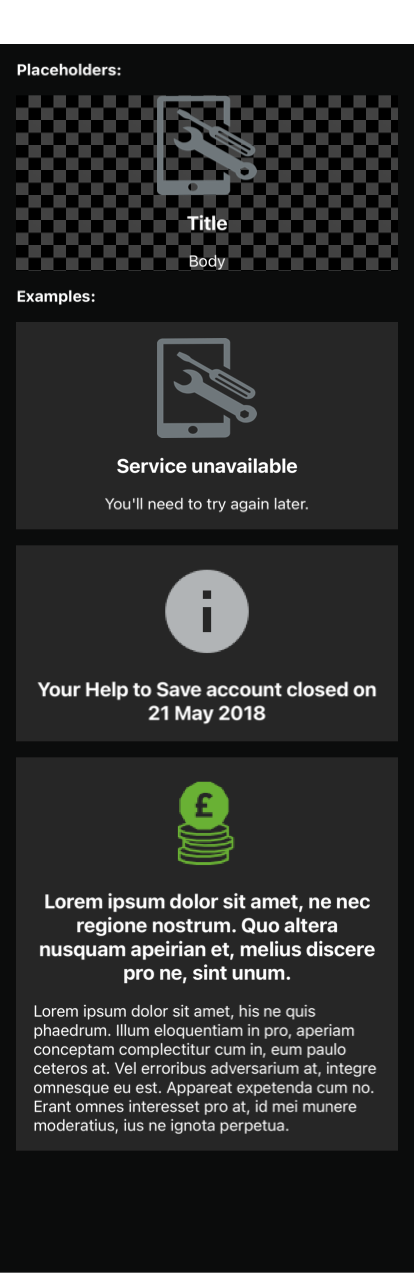 Placeholders:
Title
Body
Examples:
Service unavailable
You'll need to try again later.
Your Help to Save account closed on
21 May 2018
£
Lorem ipsum dolor sit amet, ne nec
regione nostrum. Quo altera
nusquam apeirian et, melius discere
pro ne, sint unum.
Lorem ipsum dolor sit amet, his ne quis
phaedrum. Illum eloquentiam in pro, aperiam
conceptam complectitur cum in, eum paulo
ceteros at. Vel erroribus adversarium at, integre
omnesque eu est. Appareat expetenda cum no.
Erant omnes interesset pro at, id mei munere
moderatius, ius ne ignota perpetua.